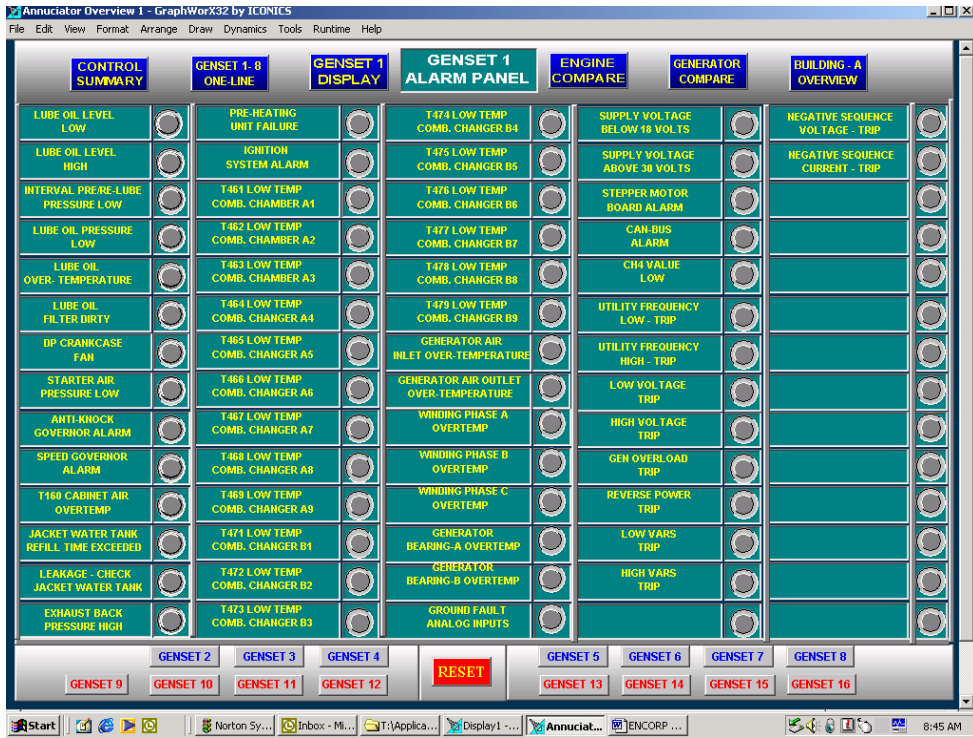 Annuciator Overview 1 - GraphWorX32 by ICONICS
File Edit View Format Arrange Draw Dynamics Tools Runtime Help
CONTROL
SUMMARY
GENSET 1- 8
ONE-LINE
GENSET 1
DISPLAY
GENSET 1
ALARM PANEL
ENGINE
COMPARE
GENERATOR
COMPARE
BUILDING - A
OVERVIEW
LUBE OIL LEVEL
LOW
LUBE OIL LEVEL
HIGH
INTERVAL PRE/RE-LUBE
PRESSURE LOW
LUBE OIL PRESSURE
LOW
LUBE OIL
OVER- TEMPERATURE
LUBE OIL
FILTER DIRTY
DP CRANKCASE
FAN
STARTER AIR
PRESSURE LOW
ANTI-KNOCK
GOVERNOR ALARM
SPEED GOVERNOR
ALARM
T160 CABINET AIR
OVERTEMP
JACKET WATER TANK
REFILL TIME EXCEEDED
LEAKAGE - CHECK
JACKET WATER TANK
EXHAUST BACK
PRESSURE HIGH
PRE-HEATING
UNIT FAILURE
IGNITION
SYSTEM ALARM
T461 LOW TEMP
COMB. CHAMBER A1
T462 LOW TEMP
COMB. CHAMBER A2
T463 LOW TEMP
COMB. CHAMBER A3
T464 LOW TEMP
COMB. CHANGER A4
T465 LOW TEMP
COMB. CHANGER A5
T466 LOW TEMP
COMB. CHANGER A6
T467 LOW TEMP
COMB. CHANGER A7
T468 LOW TEMP
COMB. CHANGER A8
T469 LOW TEMP
COMB. CHANGER A9
T471 LOW TEMP
COMB. CHANGER B1
T472 LOW TEMP
COMB. CHANGER B2
T473 LOW TEMP
COMB. CHANGER B3
T474 LOW TEMP
COMB. CHANGER B4
T475 LOW TEMP
COMB. CHANGER B5
T476 LOW TEMP
COMB. CHANGER B6
T477 LOW TEMP
COMB. CHANGER B7
T478 LOW TEMP
COMB. CHANGER B8
T479 LOW TEMP
COMB. CHANGER B9
GENERATOR AIR
INLET OVER-TEMPERATURE
GENERATOR AIR OUTLET
OVER-TEMPERATURE
WINDING PHASE A
OVERTEMP
WINDING PHASE B
OVERTEMP
WINDING PHASE C
OVERTEMP
GENERATOR
BEARING-A OVERTEMP
GENERATOR
BEARING-B OVERTEMP
GROUND FAULT
ANALOG INPUTS
SUPPLY VOLTAGE
BELOW 18 VOLTS
SUPPLY VOLTAGE
ABOVE 30 VOLTS
STEPPER MOTOR
BOARD ALARM
CAN-BUS
ALARM
CH4 VALUE
LOW
UTILITY FREQUENCY
LOW - TRIP
UTILITY FREQUENCY
HIGH - TRIP
LOW VOLTAGE
TRIP
HIGH VOLTAGE
TRIP
GEN OVERLOAD
TRIP
REVERSE POWER
TRIP
LOW VARS
TRIP
HIGH VARS
TRIP
NEGATIVE SEQUENCE
VOLTAGE - TRIP
NEGATIVE SEQUENCE
CURRENT - TRIP
GENSET 2 GENSET 3 GENSET 4
GENSET 9 GENSET 10 GENSET 11 GENSET 12
RESET
GENSET 5 GENSET 6 GENSET 7 GENSET 8
GENSET 13 GENSET 14 GENSET 15 GENSET 16
Start Norton Sy... Inbox - Mi... T:\Applica... Display1 -... Annuciat... ENCORP ... 8:45 AM